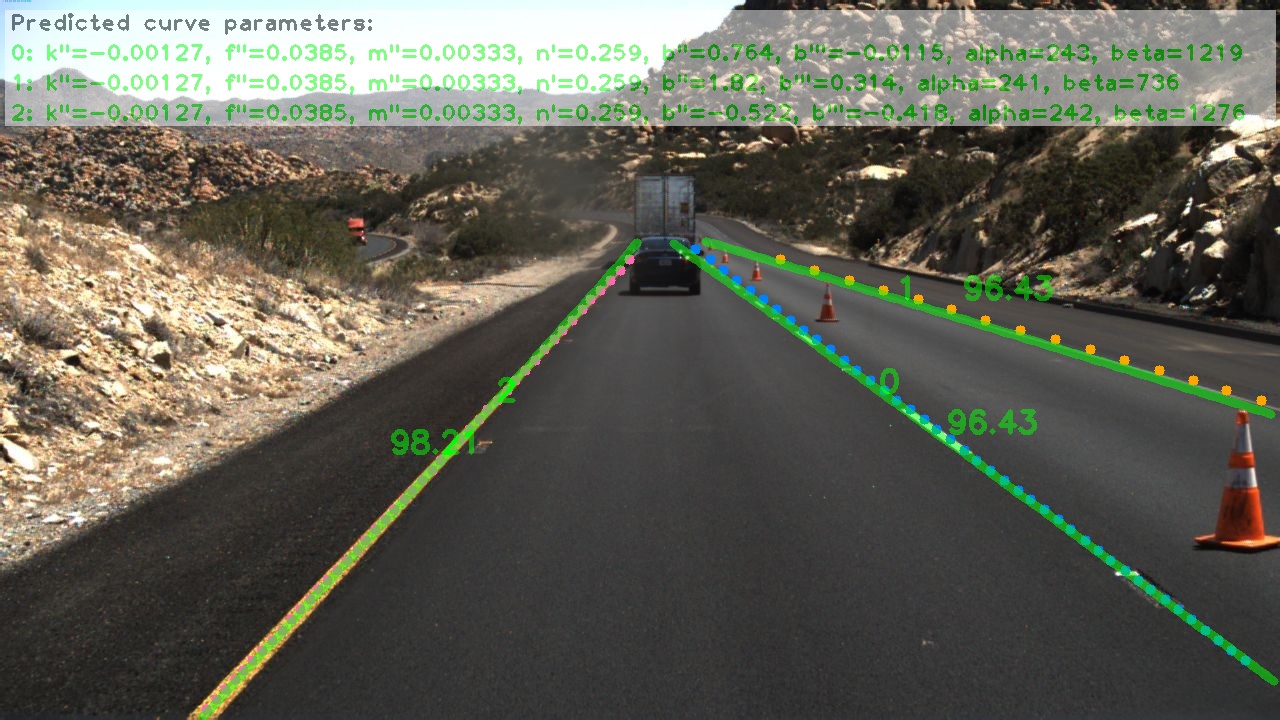 Predicted curve parameters:
0: k''=-0.00127, f''=0.0385, m''=0.00333, n'=0.259, b''=0.764, b'''=-0.0115, alpha=243, beta=1219
1: k''=-0.00127, f''=0.0385, m''=0.00333, n'=0.259, b''=1.82, b'''=0.314, alpha=241, beta=736
2: k''=-0.00127, f''=0.0385, m''=0.00333, n'=0.259, b''=-0.522, b'''=-0.418, alpha=242, beta=1276
1 96.43
0
2
96.43
98.21